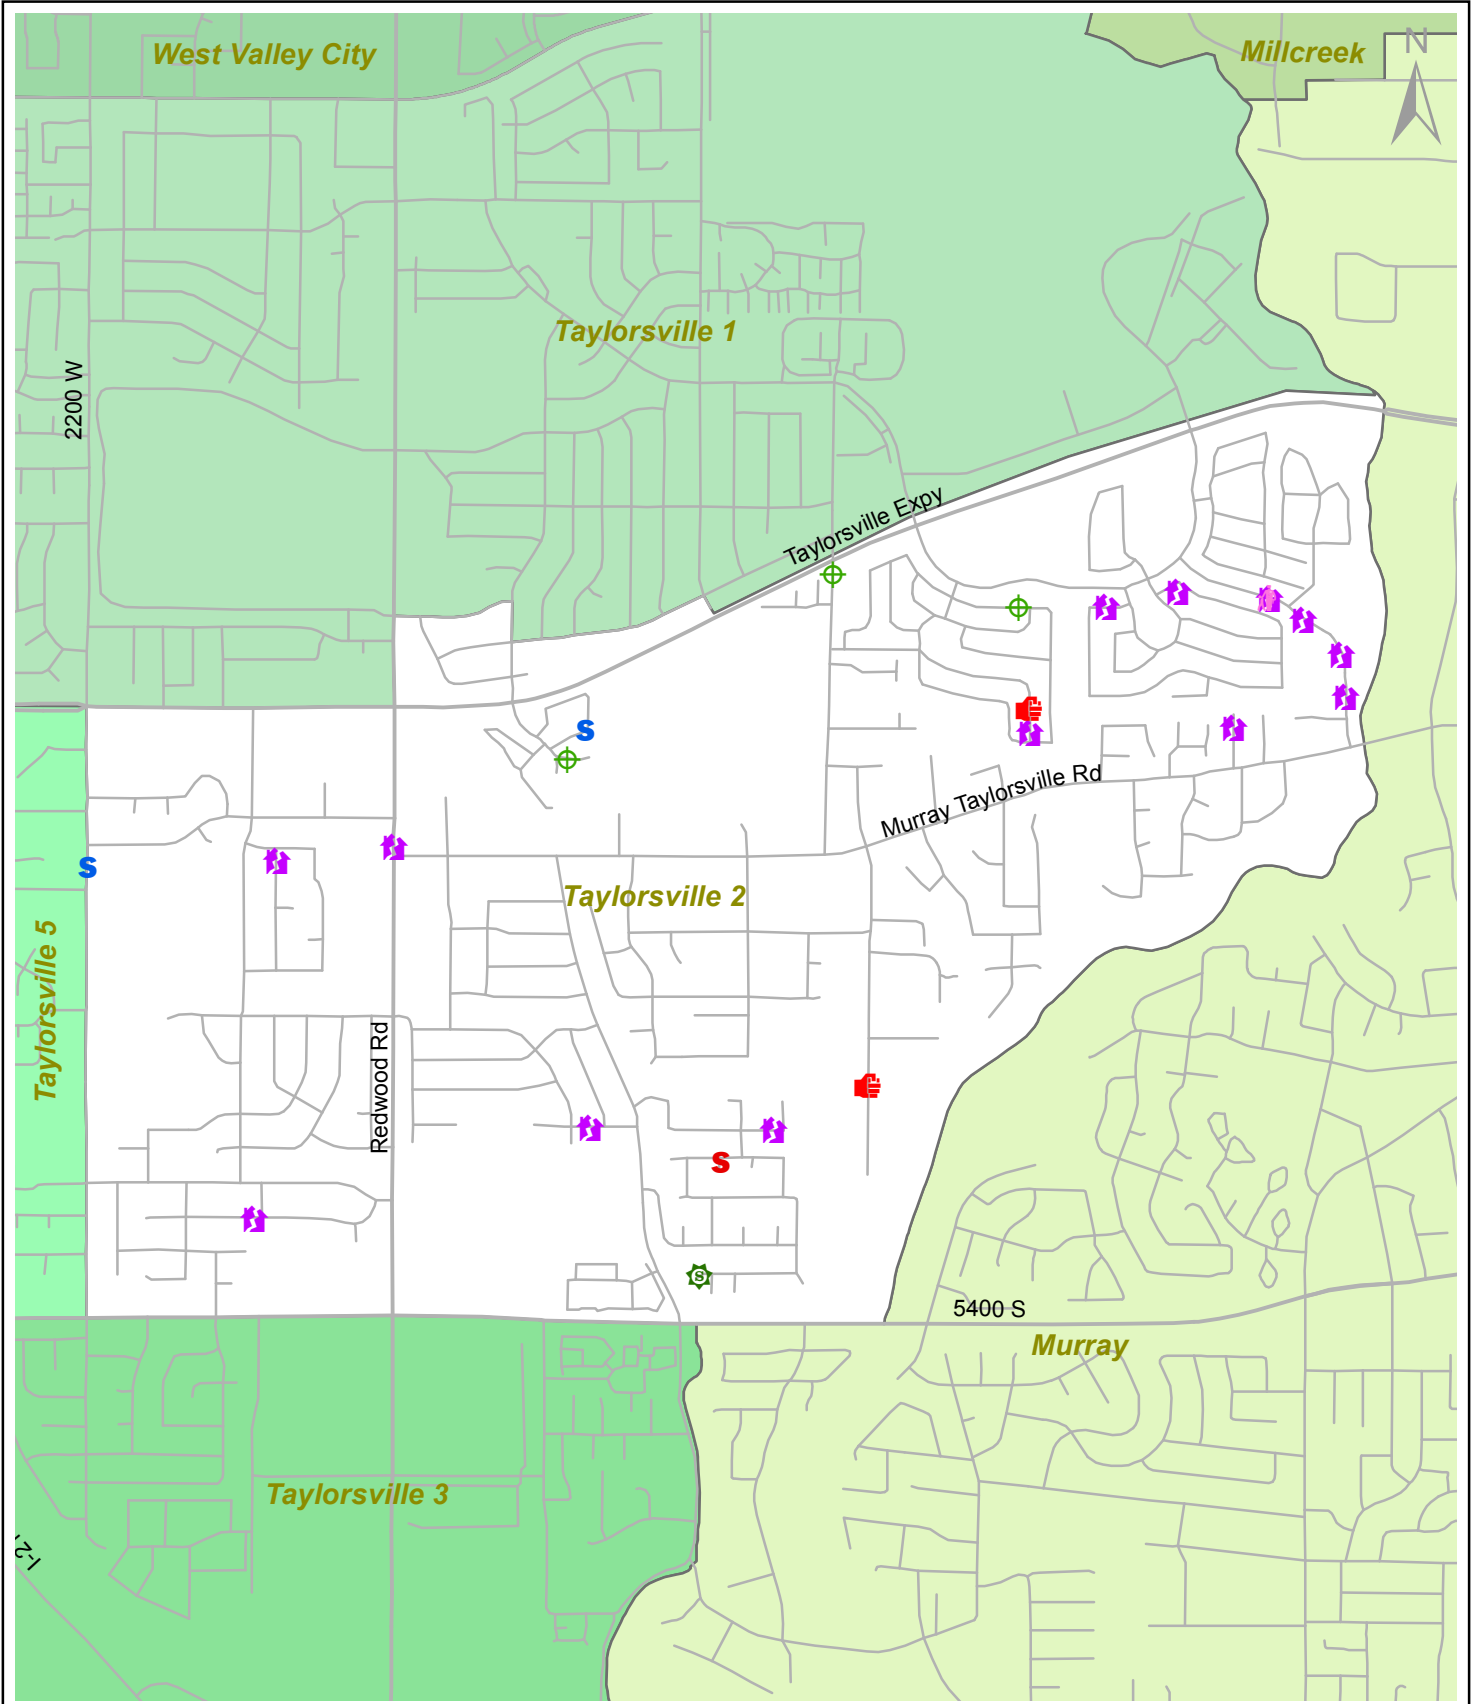 West Valley City
Millcreek
N
Taylorsville 1
2200 W
Taylorsville Expy
S
Murray Taylorsville Rd
S
Taylorsville 2
Taylorsville 5
Redwood Rd
S
S
5400 S
Murray
Taylorsville 3